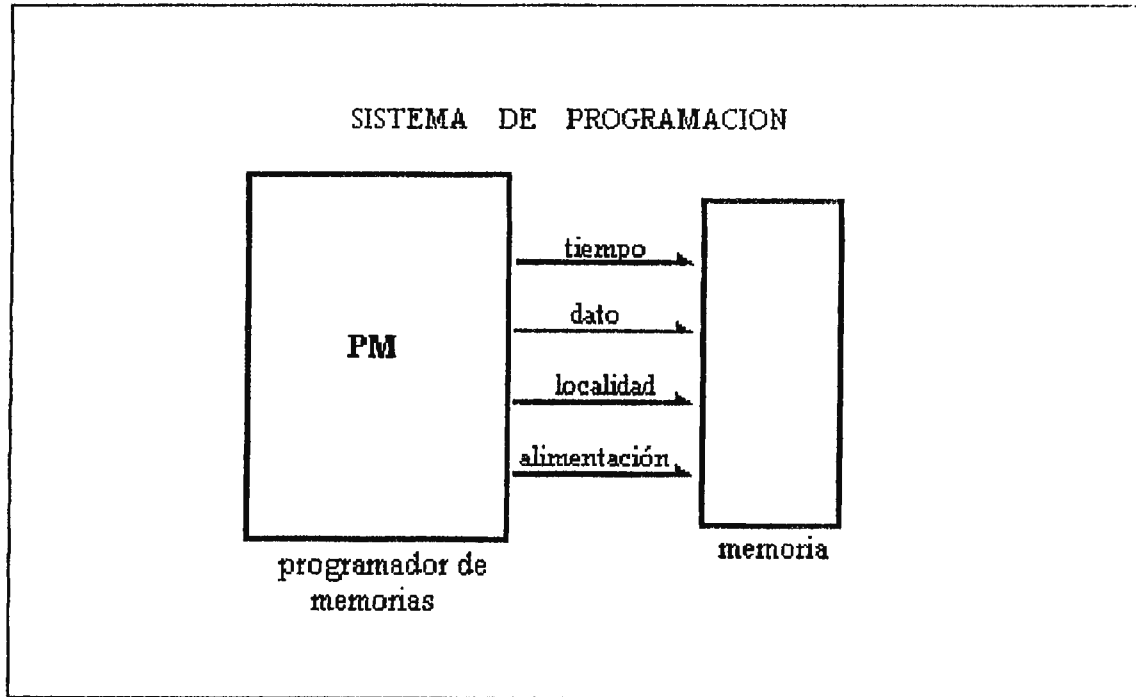 SISTEMA DE PROGRAMACION
tiempo
dato
PM
localidad
alimentación
programador de
memorias
memoria